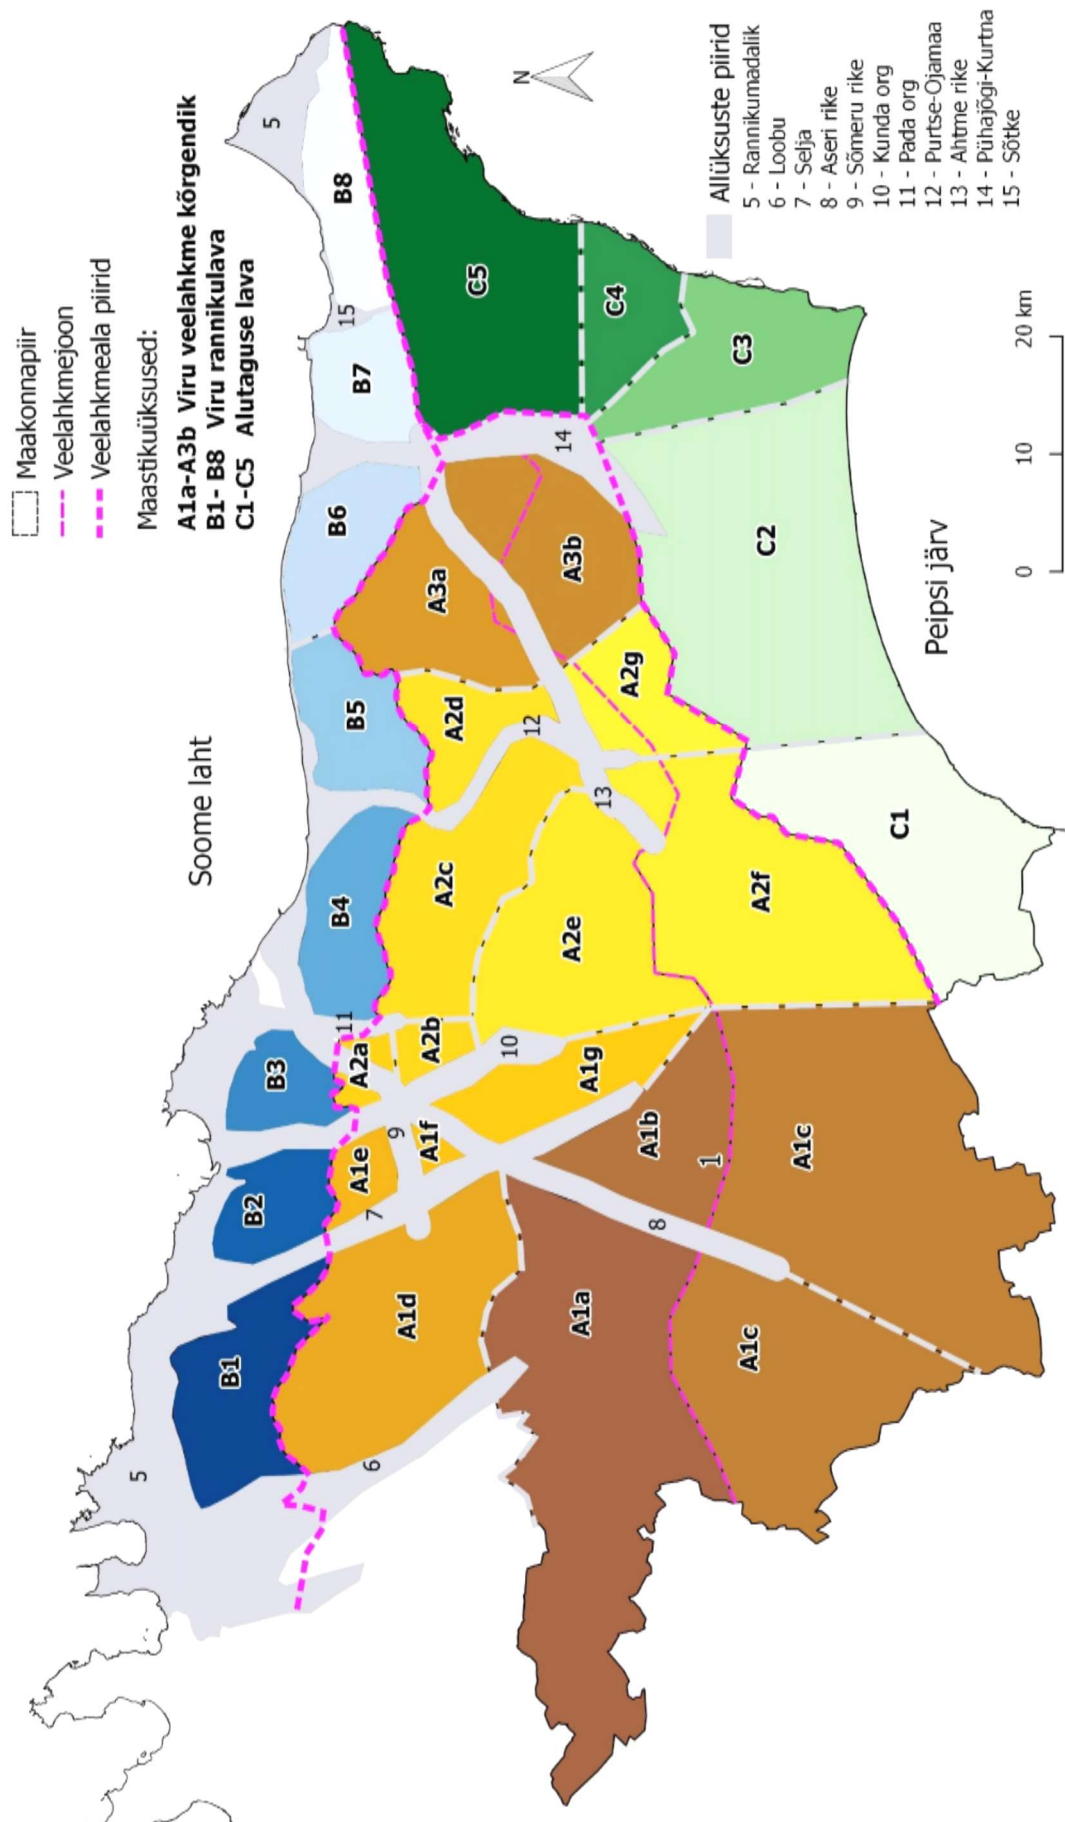 Maakonnapiir
Veelahkmejoon
Veelahkmeala piirid
Maastikuüksused:
A1a-A3b Viru veelahkme kõrgendik
B1- B8 Viru rannikulava
C1-C5 Alutaguse lava
Soome laht
Peipsi järv
N
5
5
B1
B2
B3
B4
B5
B6
B7
15
B8
11
6
7
9
A1d
A1e
A1f
A2a
A2b
A2c
A2d
A3a
10
12
13
14
C5
A1a
A1b
A1g
A2e
A2g
A3b
C4
8
1
A1c
A1c
A2f
C1
C2
C3
0 10 20 km
Allüksuste piirid
5 - Rannikumadalik
6 - Loobu
7 - Selja
8 - Aseri rike
9 - Sõmeru rike
10 - Kunda org
11 - Pada org
12 - Purtse-Ojamaa
13 - Ahtme rike
14 - Pühajõgi-Kurtna
15 - Sõtke